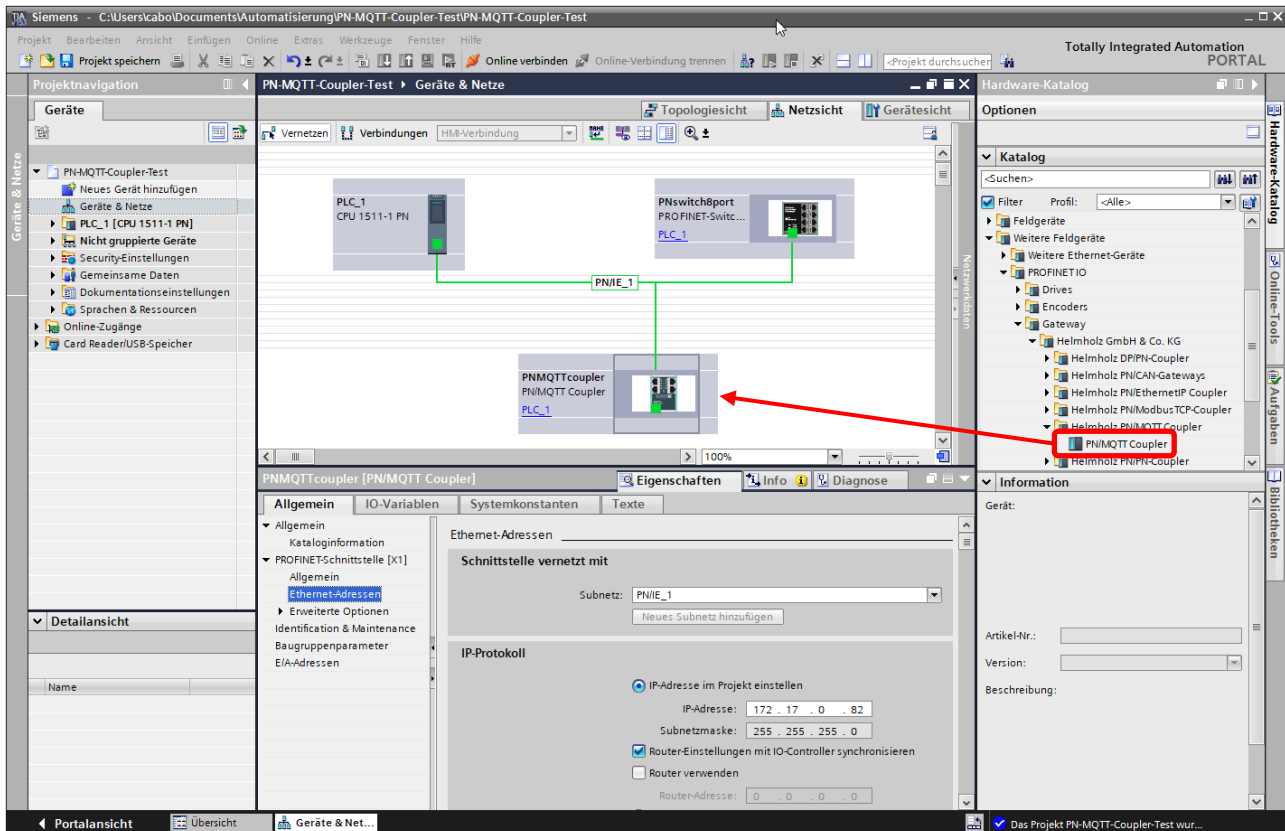 Siemens - C:\Users\cabo\Documents\Automatisierung\PN-MQTT-Coupler-Test\PN-MQTT-Coupler-Test
Projekt Bearbeiten Ansicht Einfügen Online Extras Werkzeuge Fenster Hilfe
Totally Integrated Automation
PORTAL
Projekt speichern
Online verbinden
Online-Verbindung trennen
<Projekt durchsuchen
Projektnavigation
Geräte
PN-MQTT-Coupler-Test
Neues Gerät hinzufügen
Geräte & Netze
PLC_1 [CPU 1511-1 PN]
Nicht gruppierte Geräte
Security-Einstellungen
Gemeinsame Daten
Dokumentationseinstellungen
Sprachen & Ressourcen
Online-Zugänge
Card Reader/USB-Speicher
Detailansicht
Name
Geräte & Netze
PN-MQTT-Coupler-Test Geräte & Netze
Topologiesicht Netzsicht Gerätesicht
Vernetzen Verbindungen HMI-Verbindung
PLC_1
CPU 1511-1 PN
PNswitch8port
PROFINET-Switc...
PLC_1
PN/IE_1
PNMQTTcoupler
PN/MQTT Coupler
PLC_1
100%
Netzwerkdaten
PNMQTTcoupler [PN/MQTT Coupler]
Eigenschaften Info Diagnose
Allgemein IO-Variablen Systemkonstanten Texte
Allgemein
Kataloginformation
PROFINET-Schnittstelle [X1]
Allgemein
Ethernet-Adressen
Erweiterte Optionen
Identification & Maintenance
Baugruppenparameter
E/A-Adressen
Ethernet-Adressen
Schnittstelle vernetzt mit
Subnetz: PN/IE_1
Neues Subnetz hinzufügen
IP-Protokoll
IP-Adresse im Projekt einstellen
IP-Adresse: 172 . 17 . 0 . 82
Subnetzmaske: 255 . 255 . 255 . 0
Router-Einstellungen mit IO-Controller synchronisieren
Router verwenden
Router-Adresse: 0 . 0 . 0 . 0
Hardware-Katalog
Optionen
Katalog
<Suchen>
Filter Profil: <Alle>
Feldgeräte
Weitere Feldgeräte
Weitere Ethernet-Geräte
PROFINET IO
Drives
Encoders
Gateway
Helmholz GmbH & Co. KG
Helmholz DP/PN-Coupler
Helmholz PN/CAN-Gateways
Helmholz PN/EthernetIP Coupler
Helmholz PN/ModbusTCP-Coupler
Helmholz PN/MQTT Coupler
PN/MQTT Coupler
Helmholz PN/PN-Coupler
Information
Gerät:
Artikel-Nr.:
Version:
Beschreibung:
Hardware-Katalog
Online-Tools
Aufgaben
Bibliotheken
Portalansicht Übersicht Geräte & Net...
Das Projekt PN-MQTT-Coupler-Test wur...